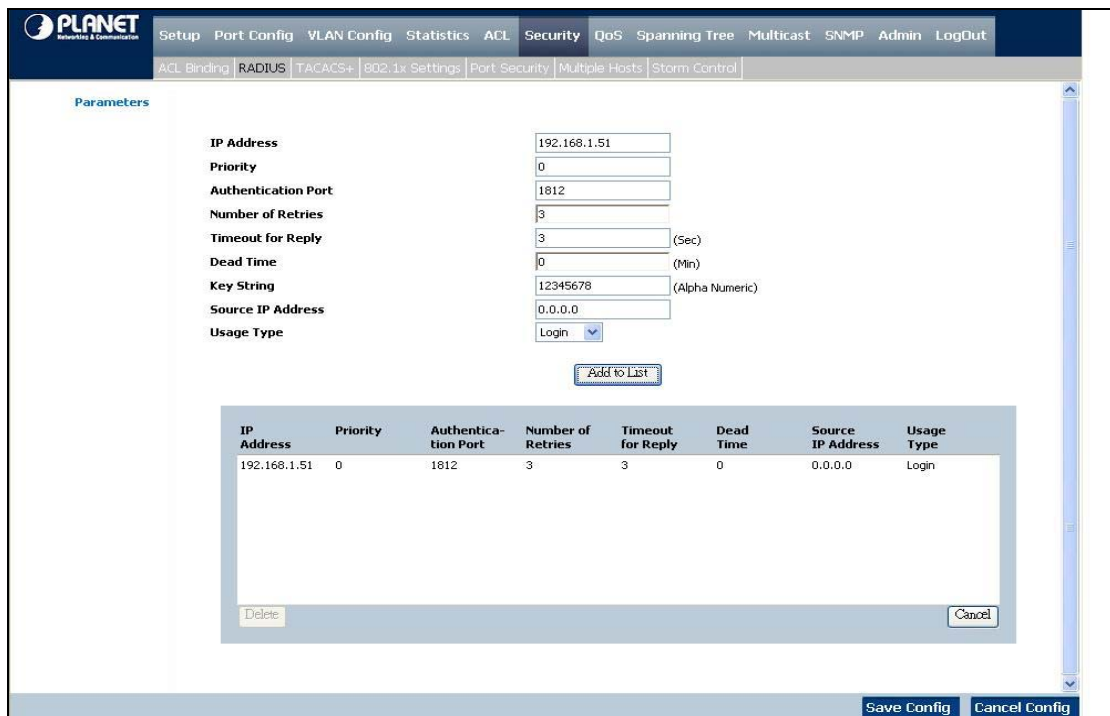 PLANET
Networking & Communication
Setup Port Config VLAN Config Statistics ACL Security QoS Spanning Tree Multicast SNMP Admin LogOut
ACL Binding RADIUS TACACS+ 802.1x Settings Port Security Multiple Hosts Storm Control
Parameters
IP Address 192.168.1.51
Priority 0
Authentication Port 1812
Number of Retries 3
Timeout for Reply 3 (Sec)
Dead Time 0 (Min)
Key String 12345678 (Alpha Numeric)
Source IP Address 0.0.0.0
Usage Type Login
Add to List
IP Address Priority Authentica-tion Port Number of Retries Timeout for Reply Dead Time Source IP Address Usage Type
192.168.1.51 0 1812 3 3 0 0.0.0.0 Login
Delete Cancel
Save Config Cancel Config